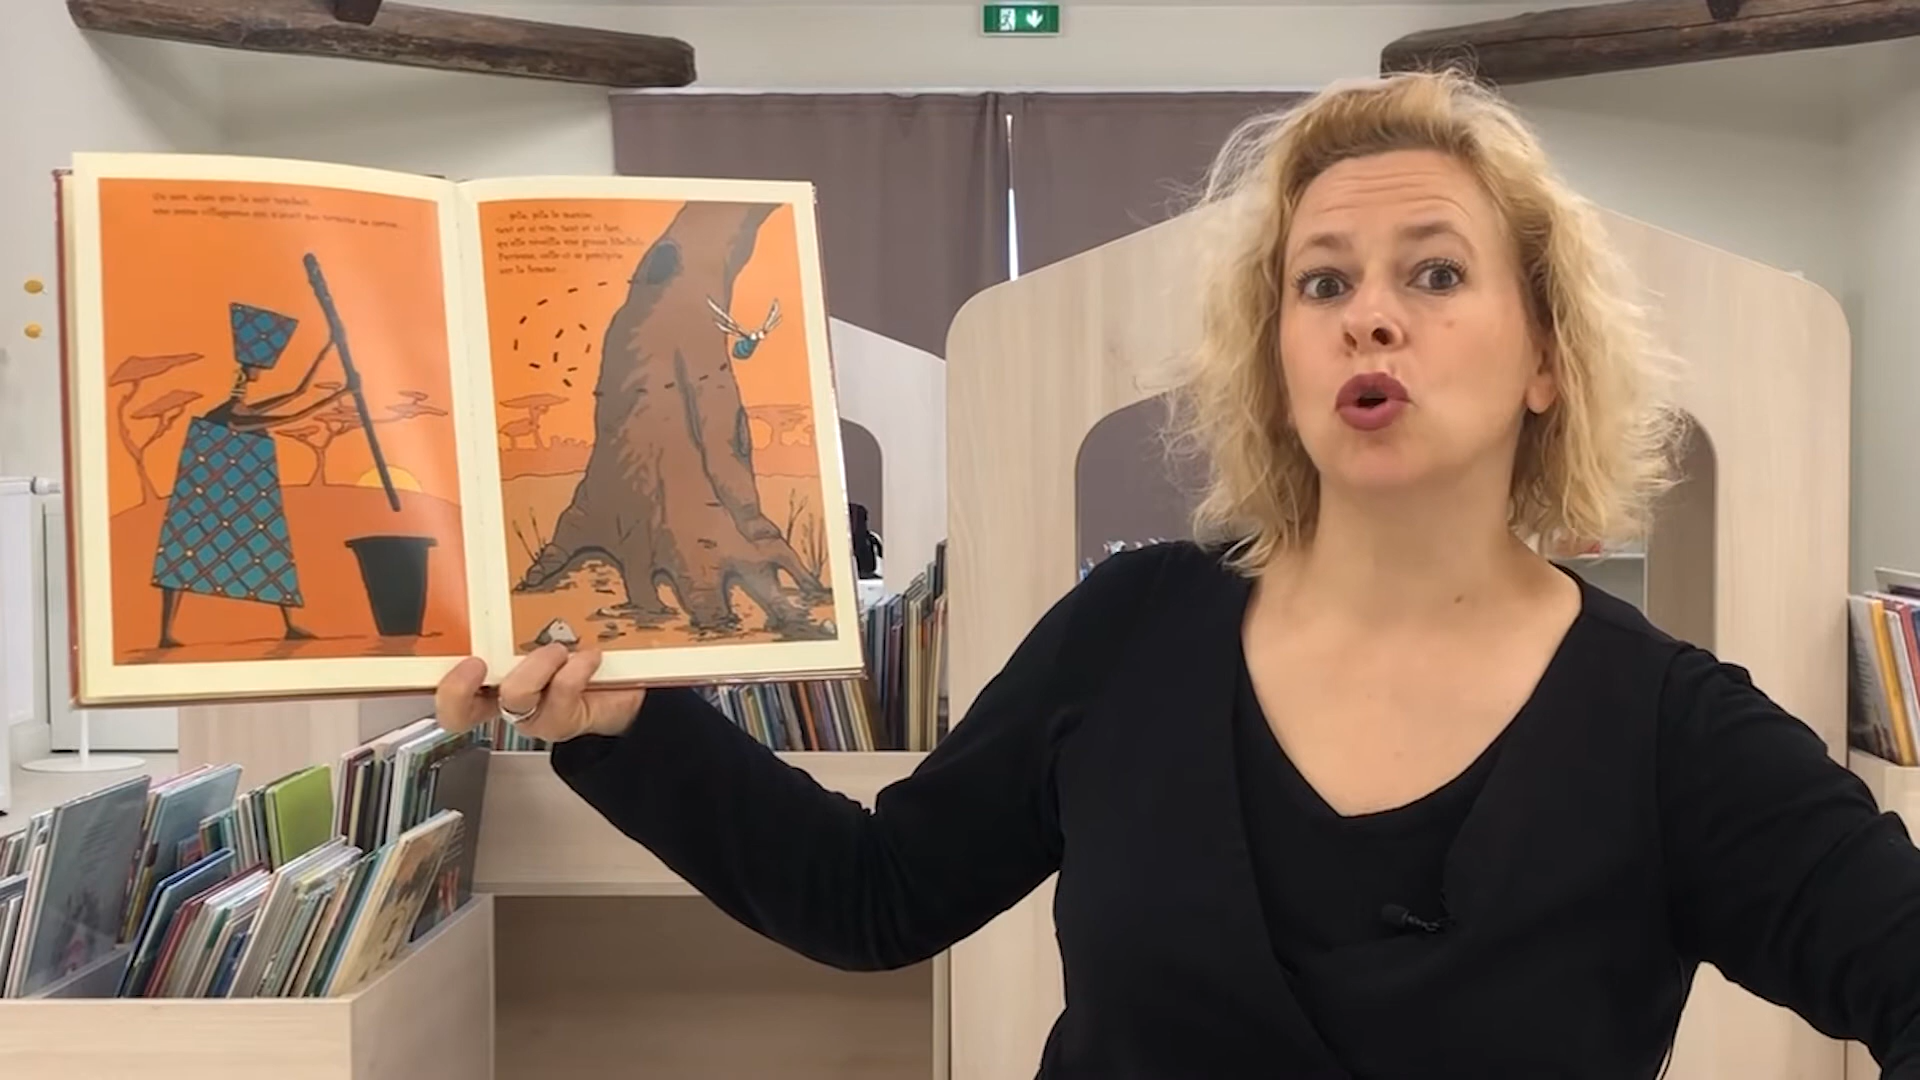 Un soir, alors que la nuit tombait,
une jeune villageoise qui n'avait pas terminé sa corvée...
... pila, pila le manioc,
tant et si vite, tant et si fort,
qu'elle réveilla une grosse libellule.
Furieuse, celle-ci se précipita
sur la femme...